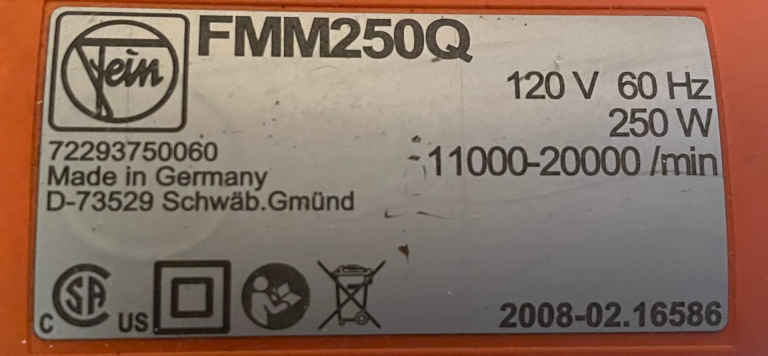 Fein
FMM250Q
120 V 60 Hz
250 W
11000-20000 /min
72293750060
Made in Germany
D-73529 Schwäb.Gmünd
C SA US
2008-02.16586